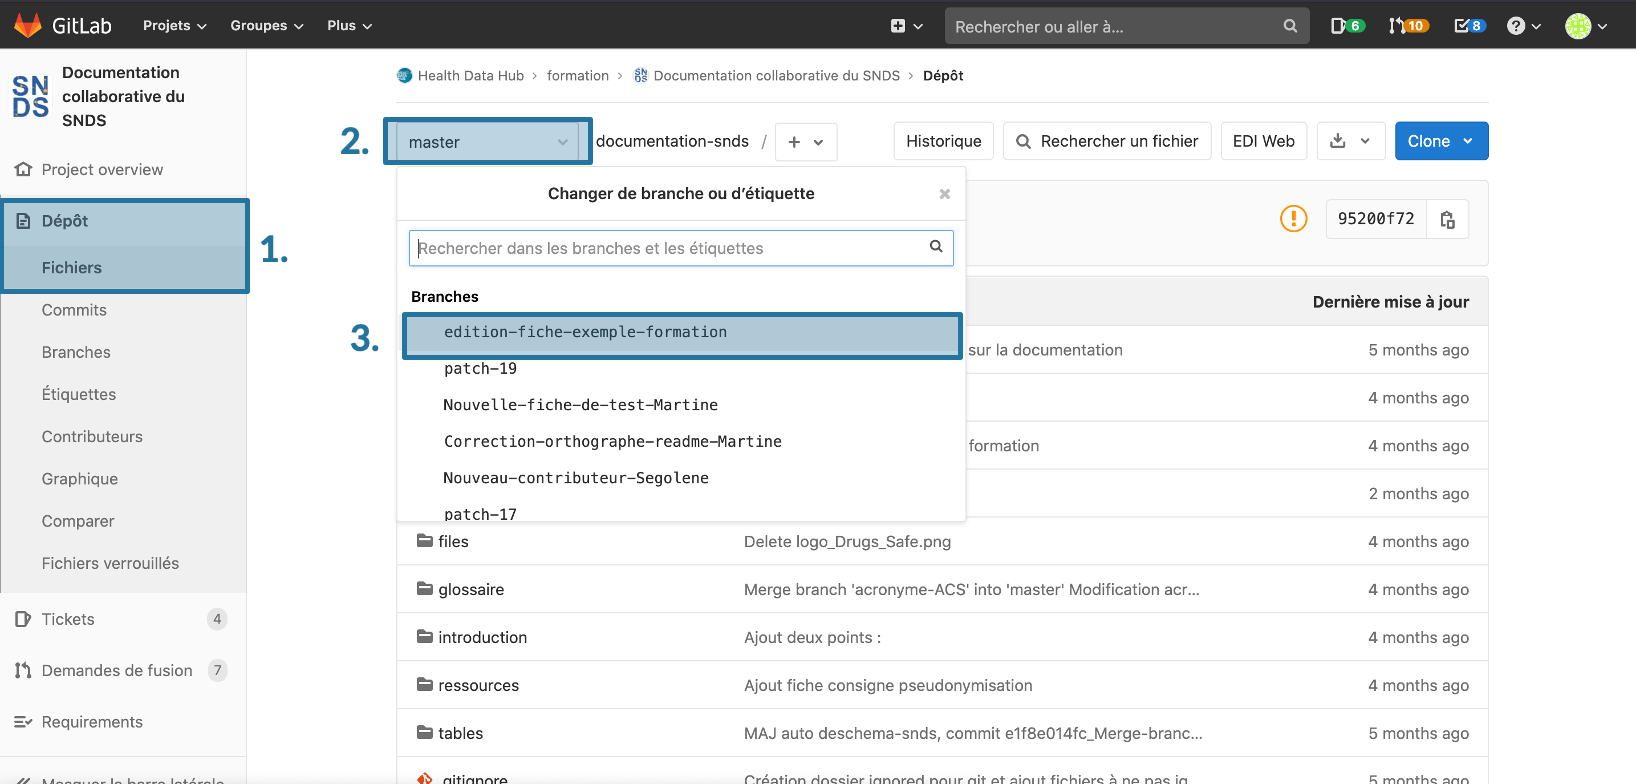 GitLab Projets Groupes Plus Rechercher ou aller à... 6 10 8
SNDS Documentation collaborative du SNDS
Health Data Hub › formation › SNDS Documentation collaborative du SNDS › Dépôt
2. master documentation-snds / + Historique Rechercher un fichier EDI Web Clone
Project overview
Dépôt
Fichiers
1.
Commits
Branches
Étiquettes
Contributeurs
Graphique
Comparer
Fichiers verrouillés
Tickets 4
Demandes de fusion 7
Requirements
Masquer la barre latérale
Changer de branche ou d'étiquette
Rechercher dans les branches et les étiquettes
Branches
3. edition-fiche-exemple-formation
patch-19
Nouvelle-fiche-de-test-Martine
Correction-orthographe-readme-Martine
Nouveau-contributeur-Segolene
patch-17
95200f72
Dernière mise à jour
sur la documentation 5 months ago
4 months ago
formation 4 months ago
2 months ago
files Delete logo_Drugs_Safe.png 4 months ago
glossaire Merge branch 'acronyme-ACS' into 'master' Modification acr... 4 months ago
introduction Ajout deux points : 4 months ago
ressources Ajout fiche consigne pseudonymisation 4 months ago
tables MAJ auto deschema-snds, commit e1f8e014fc_Merge-branc... 5 months ago
.gitignore Création dossier ignored pour git et ajout fichiers à ne pas ig... 5 months ago